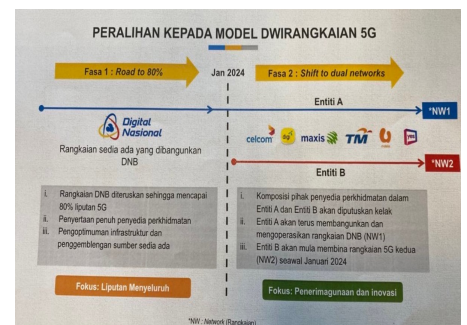 PERALIHAN KEPADA MODEL DWIRANGKAIAN 5G
Fasa 1 : Road to 80%
Jan 2024
Fasa 2 : Shift to dual networks
Entiti A
*NW1
Digital
Nasional
Rangkaian sedia ada yang dibangunkan
DNB
celcom
digi
maxis
TM
U
yes
*NW2
Entiti B
i. Rangkaian DNB diteruskan sehingga mencapai
80% liputan 5G
ii. Penyertaan penuh penyedia perkhidmatan
iii. Pengoptimuman infrastruktur dan
penggemblengan sumber sedia ada
i. Komposisi pihak penyedia perkhidmatan dalam
Entiti A dan Entiti B akan diputuskan kelak
ii. Entiti A akan terus membangunkan dan
mengoperasikan rangkaian DNB (NW1)
iii. Entiti B akan mula membina rangkaian 5G kedua
(NW2) seawal Januari 2024
Fokus: Liputan Menyeluruh
Fokus: Penerimagunaan dan inovasi
*NW : Network (Rangkaian)